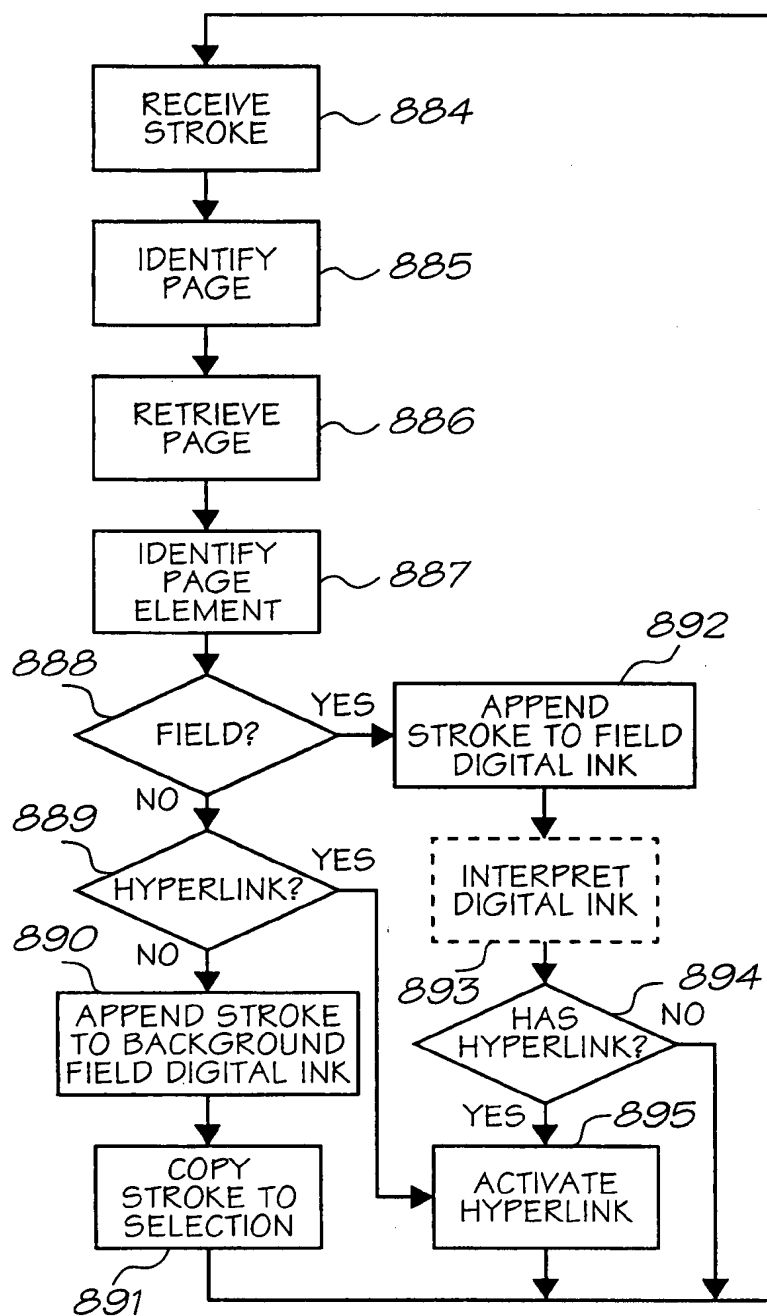 RECEIVE
STROKE
884
IDENTIFY
PAGE
885
RETRIEVE
PAGE
886
IDENTIFY
PAGE
ELEMENT
887
888
FIELD?
YES
NO
892
APPEND
STROKE TO FIELD
DIGITAL INK
889
HYPERLINK?
YES
NO
INTERPRET
DIGITAL INK
893
890
APPEND STROKE
TO BACKGROUND
FIELD DIGITAL INK
894
HAS
HYPERLINK?
NO
YES
895
COPY
STROKE TO
SELECTION
891
ACTIVATE
HYPERLINK